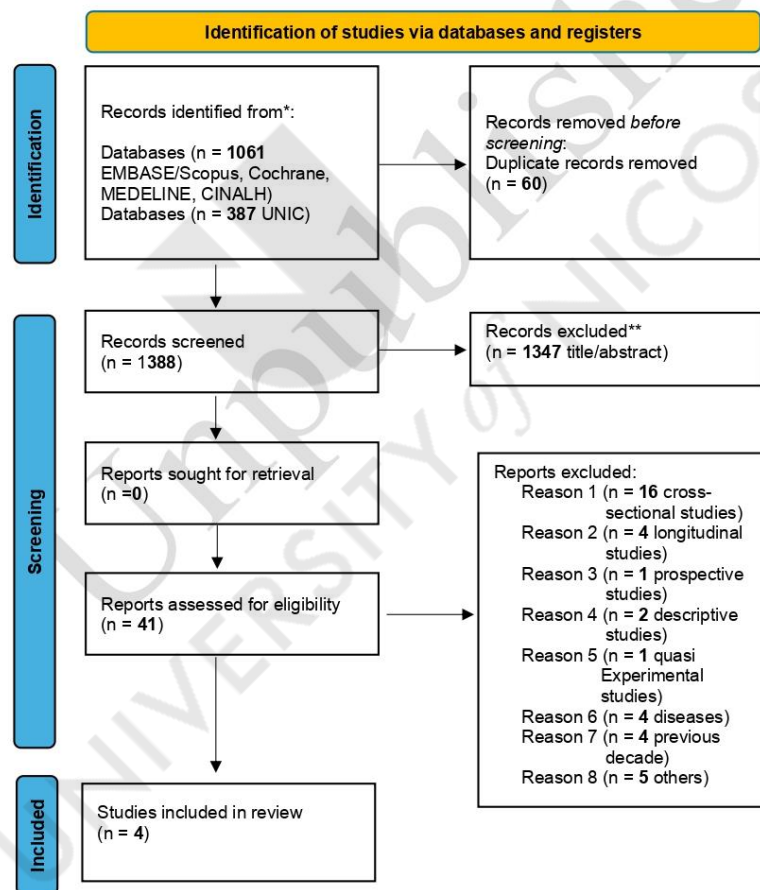 Identification of studies via databases and registers
Identification
Records identified from*:
Databases (n = 1061
EMBASE/Scopus, Cochrane,
MEDELINE, CINALH)
Databases (n = 387 UNIC)
Records removed before
screening:
Duplicate records removed
(n = 60)
Screening
Records screened
(n = 1388)
Records excluded**
(n = 1347 title/abstract)
Reports sought for retrieval
(n =0)
Reports assessed for eligibility
(n = 41)
Reports excluded:
Reason 1 (n = 16 cross-
sectional studies)
Reason 2 (n = 4 longitudinal
studies)
Reason 3 (n = 1 prospective
studies)
Reason 4 (n = 2 descriptive
studies)
Reason 5 (n = 1 quasi
Experimental
studies)
Reason 6 (n = 4 diseases)
Reason 7 (n = 4 previous
decade)
Reason 8 (n = 5 others)
Included
Studies included in review
(n = 4)
Unpublishe
UNIVERSITY of NICOS